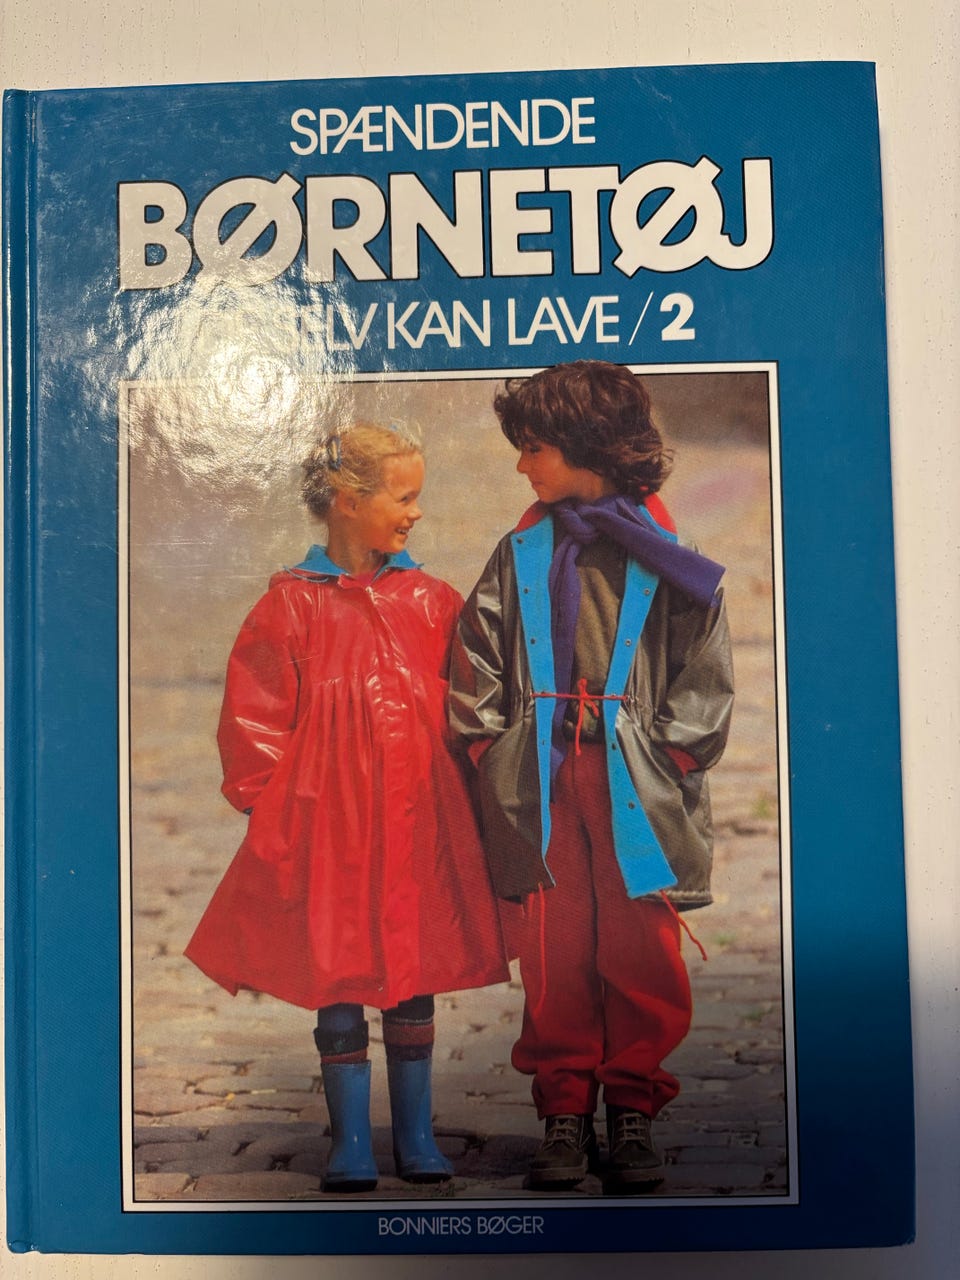 SPÆNDENDE
BØRNETØJ
SELV KAN LAVE / 2
BONNIERS BØGER